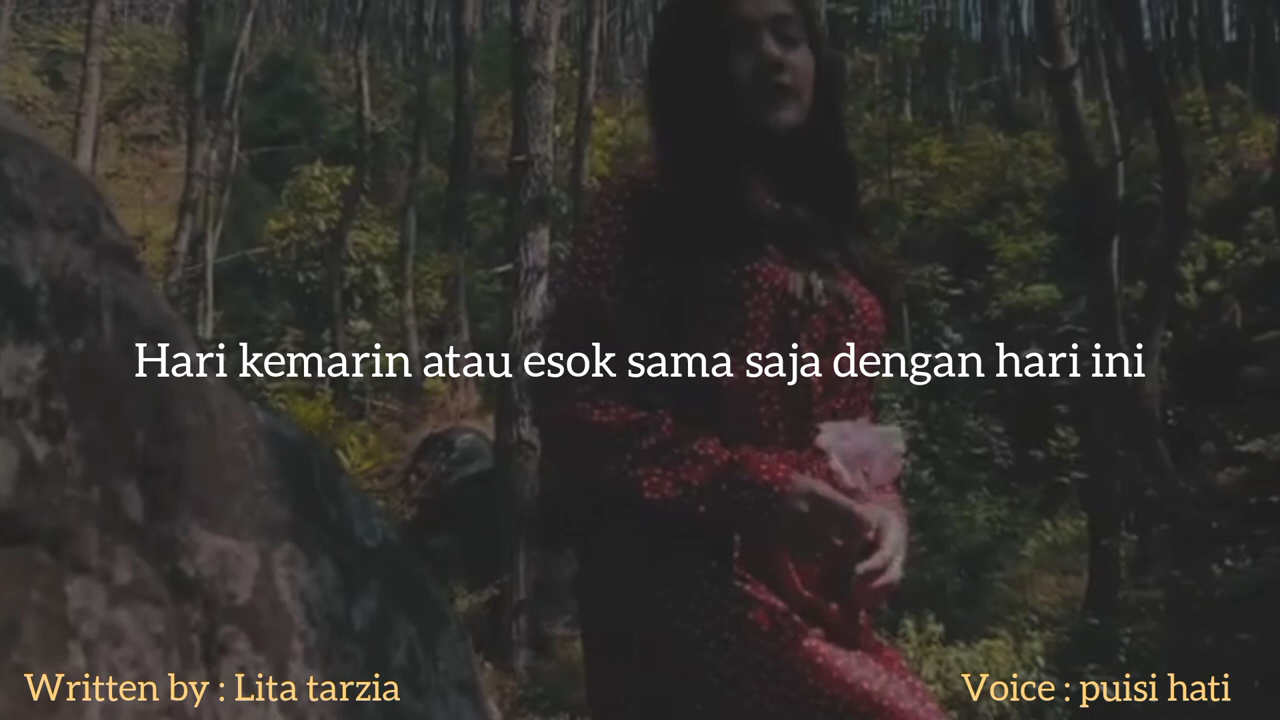 Hari kemarin atau esok sama saja dengan hari ini
Written by : Lita tarzia
Voice : puisi hati